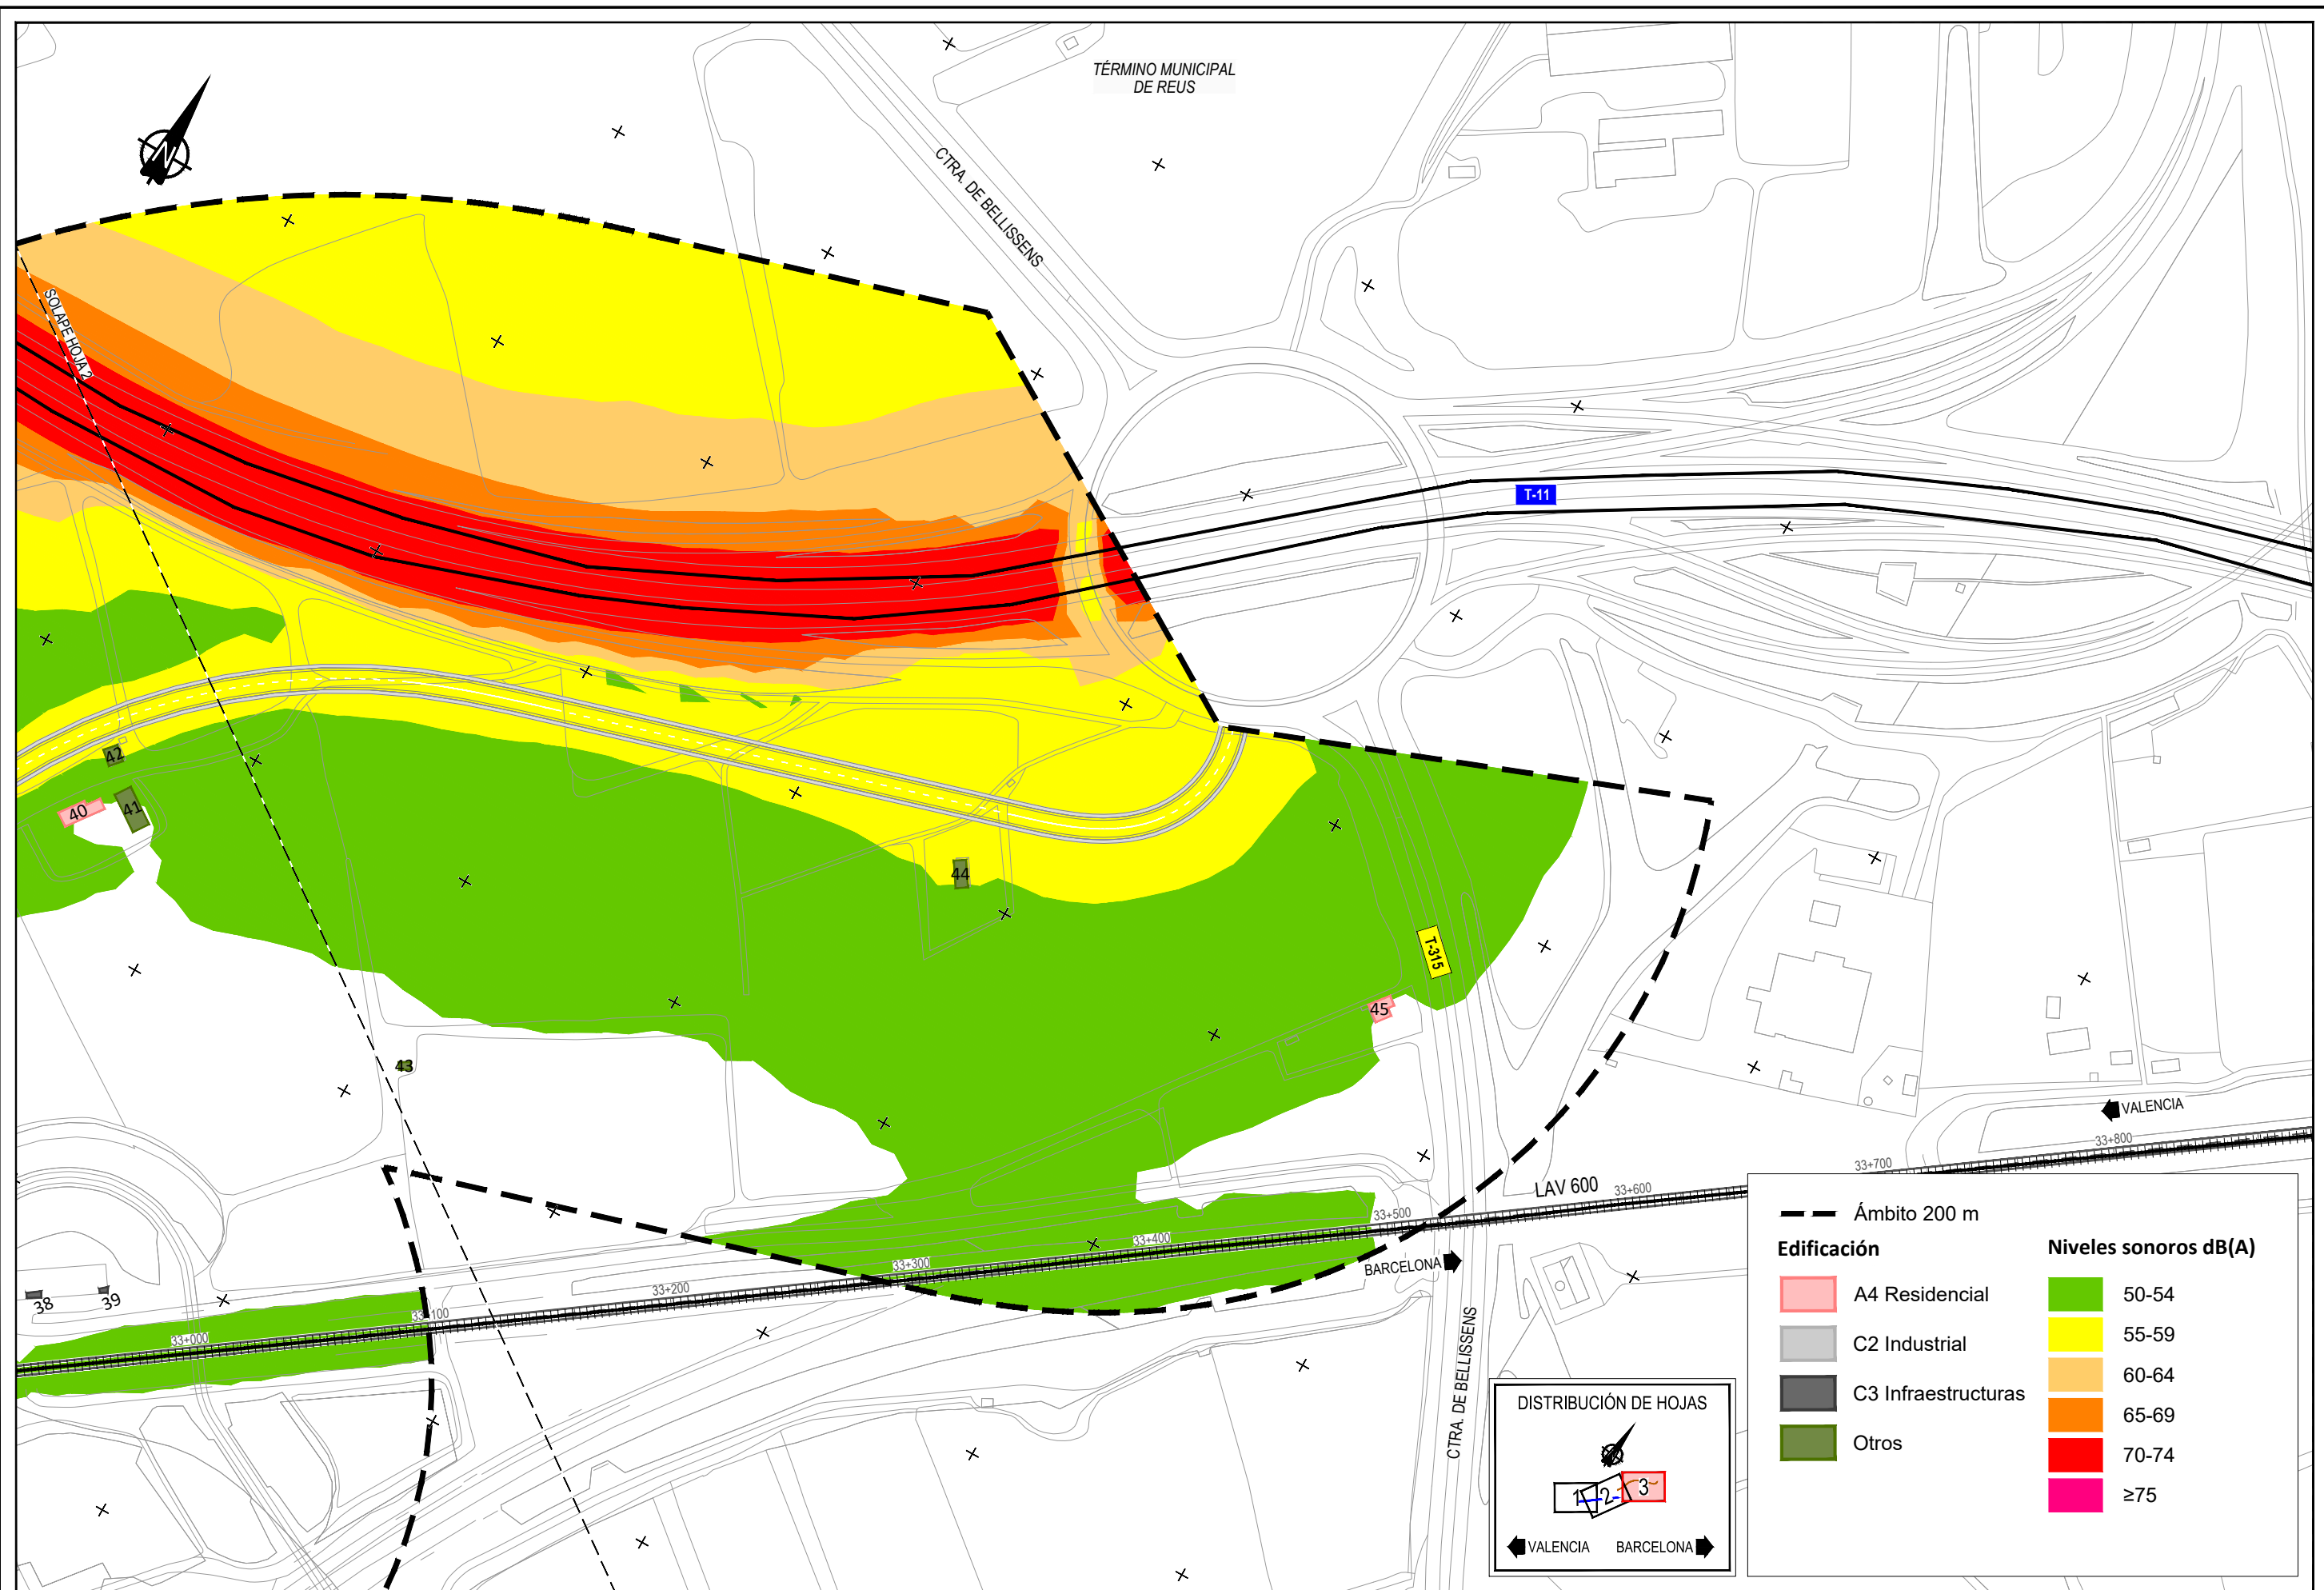 TÉRMINO MUNICIPAL
DE REUS
CTRA. DE BELLISSENS
N
SOLAPE HOJA 2
T-11
42
40
41
44
T-315
45
43
VALENCIA
33+800
33+700
LAV 600
33+600
33+500
33+400
BARCELONA
33+300
33+200
33+100
33+000
38
39
CTRA. DE BELLISSENS
DISTRIBUCIÓN DE HOJAS
1
2
3
VALENCIA
BARCELONA
Ámbito 200 m
Edificación
A4 Residencial
C2 Industrial
C3 Infraestructuras
Otros
Niveles sonoros dB(A)
50-54
55-59
60-64
65-69
70-74
≥75